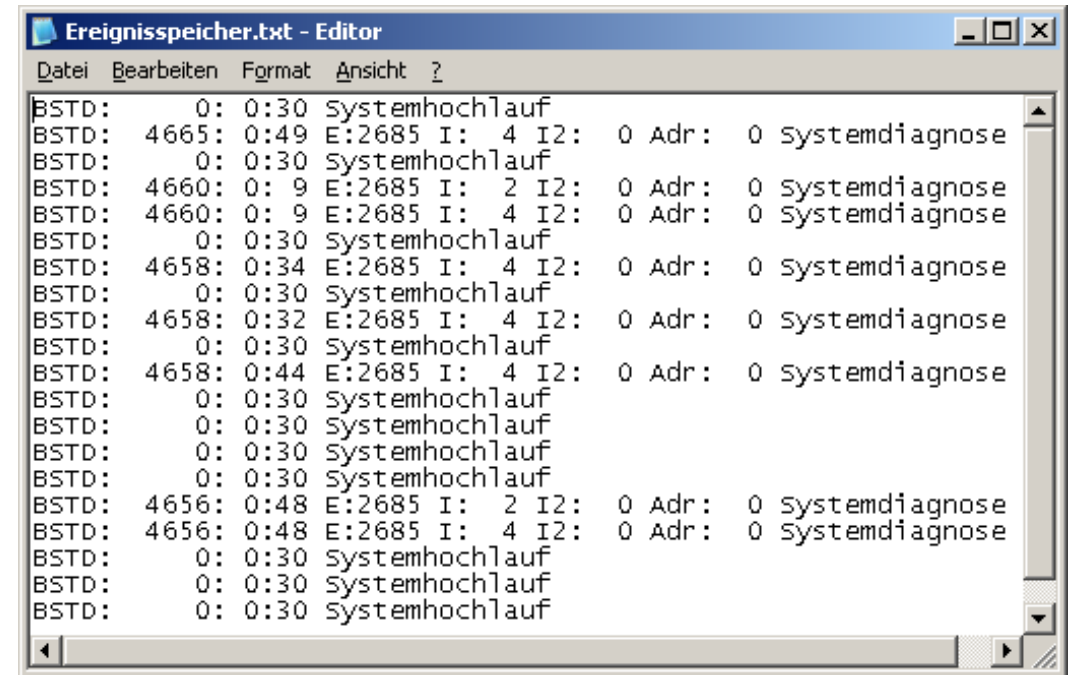 Ereignisspeicher.txt - Editor
Datei Bearbeiten Format Ansicht ?
BSTD:     0: 0:30 Systemhochlauf
BSTD:  4665: 0:49 E:2685 I:  4 I2:  0 Adr:  0 Systemdiagnose
BSTD:     0: 0:30 Systemhochlauf
BSTD:  4660: 0: 9 E:2685 I:  2 I2:  0 Adr:  0 Systemdiagnose
BSTD:  4660: 0: 9 E:2685 I:  4 I2:  0 Adr:  0 Systemdiagnose
BSTD:     0: 0:30 Systemhochlauf
BSTD:  4658: 0:34 E:2685 I:  4 I2:  0 Adr:  0 Systemdiagnose
BSTD:     0: 0:30 Systemhochlauf
BSTD:  4658: 0:32 E:2685 I:  4 I2:  0 Adr:  0 Systemdiagnose
BSTD:     0: 0:30 Systemhochlauf
BSTD:  4658: 0:44 E:2685 I:  4 I2:  0 Adr:  0 Systemdiagnose
BSTD:     0: 0:30 Systemhochlauf
BSTD:     0: 0:30 Systemhochlauf
BSTD:     0: 0:30 Systemhochlauf
BSTD:     0: 0:30 Systemhochlauf
BSTD:  4656: 0:48 E:2685 I:  2 I2:  0 Adr:  0 Systemdiagnose
BSTD:  4656: 0:48 E:2685 I:  4 I2:  0 Adr:  0 Systemdiagnose
BSTD:     0: 0:30 Systemhochlauf
BSTD:     0: 0:30 Systemhochlauf
BSTD:     0: 0:30 Systemhochlauf